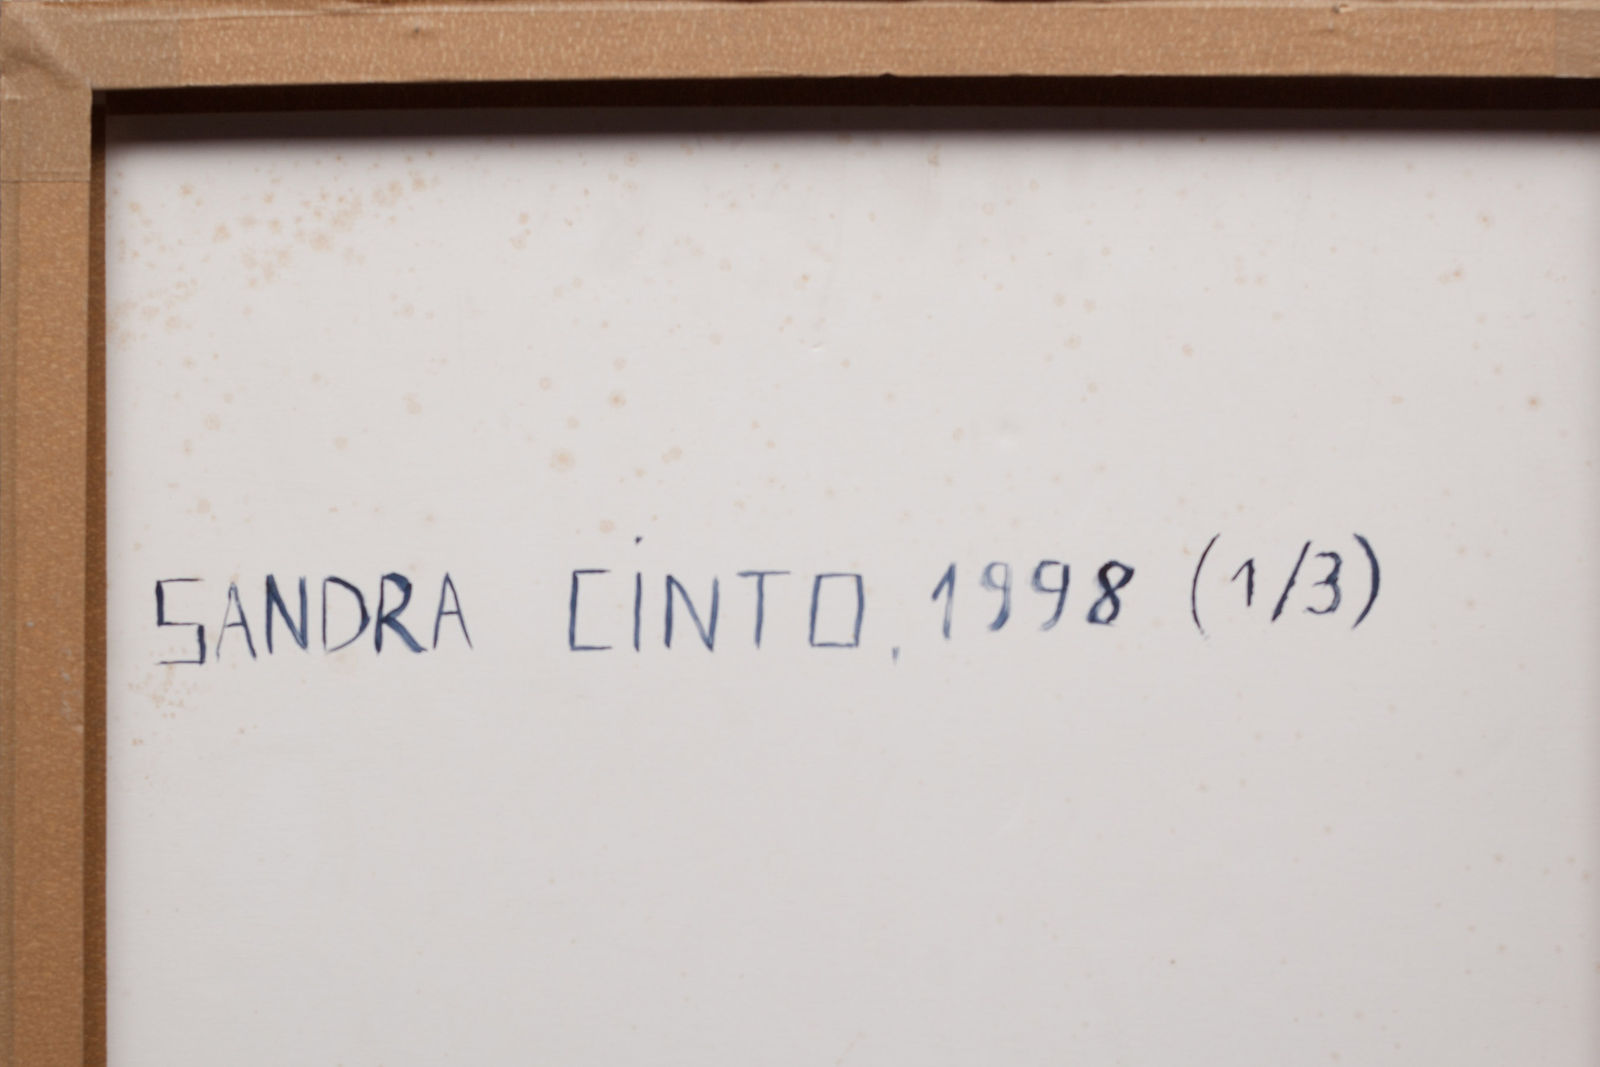 SANDRA CINTO, 1998 (1/3)